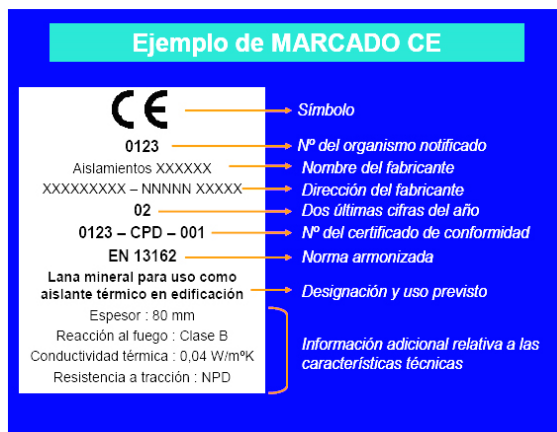 Ejemplo de MARCADO CE
CE
Símbolo
0123
Nº del organismo notificado
Aislamientos XXXXXX
Nombre del fabricante
XXXXXXXXX – NNNNN XXXXX
Dirección del fabricante
02
Dos últimas cifras del año
0123 – CPD – 001
Nº del certificado de conformidad
EN 13162
Norma armonizada
Lana mineral para uso como
aislante térmico en edificación
Designación y uso previsto
Espesor : 80 mm
Reacción al fuego : Clase B
Conductividad térmica : 0,04 W/mºK
Resistencia a tracción : NPD
Información adicional relativa a las
características técnicas